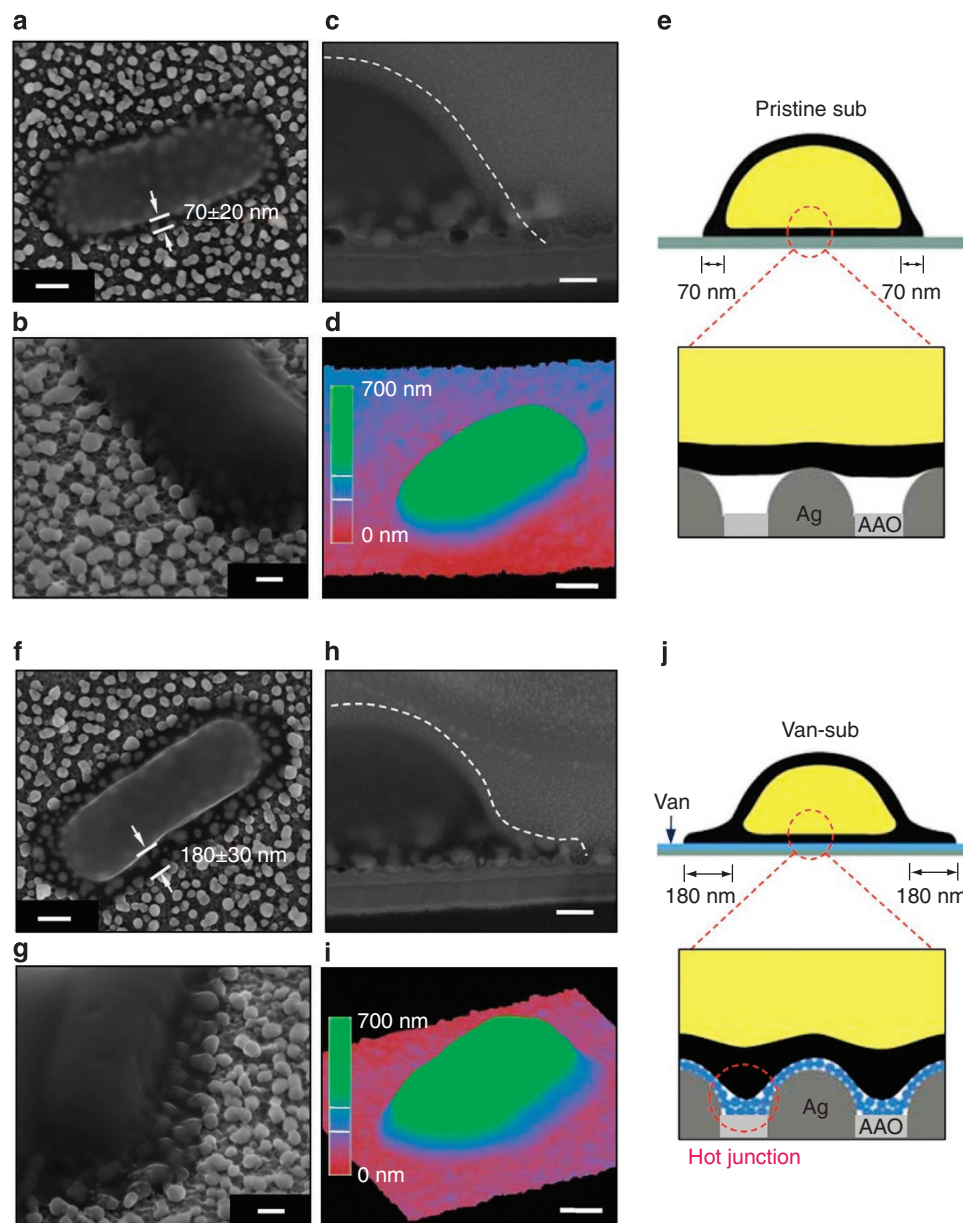 a
70±20 nm
b
c
d
700 nm
0 nm
e
Pristine sub
70 nm
70 nm
Ag
AAO
f
180±30 nm
g
h
i
700 nm
0 nm
j
Van-sub
Van
180 nm
180 nm
Ag
AAO
Hot junction